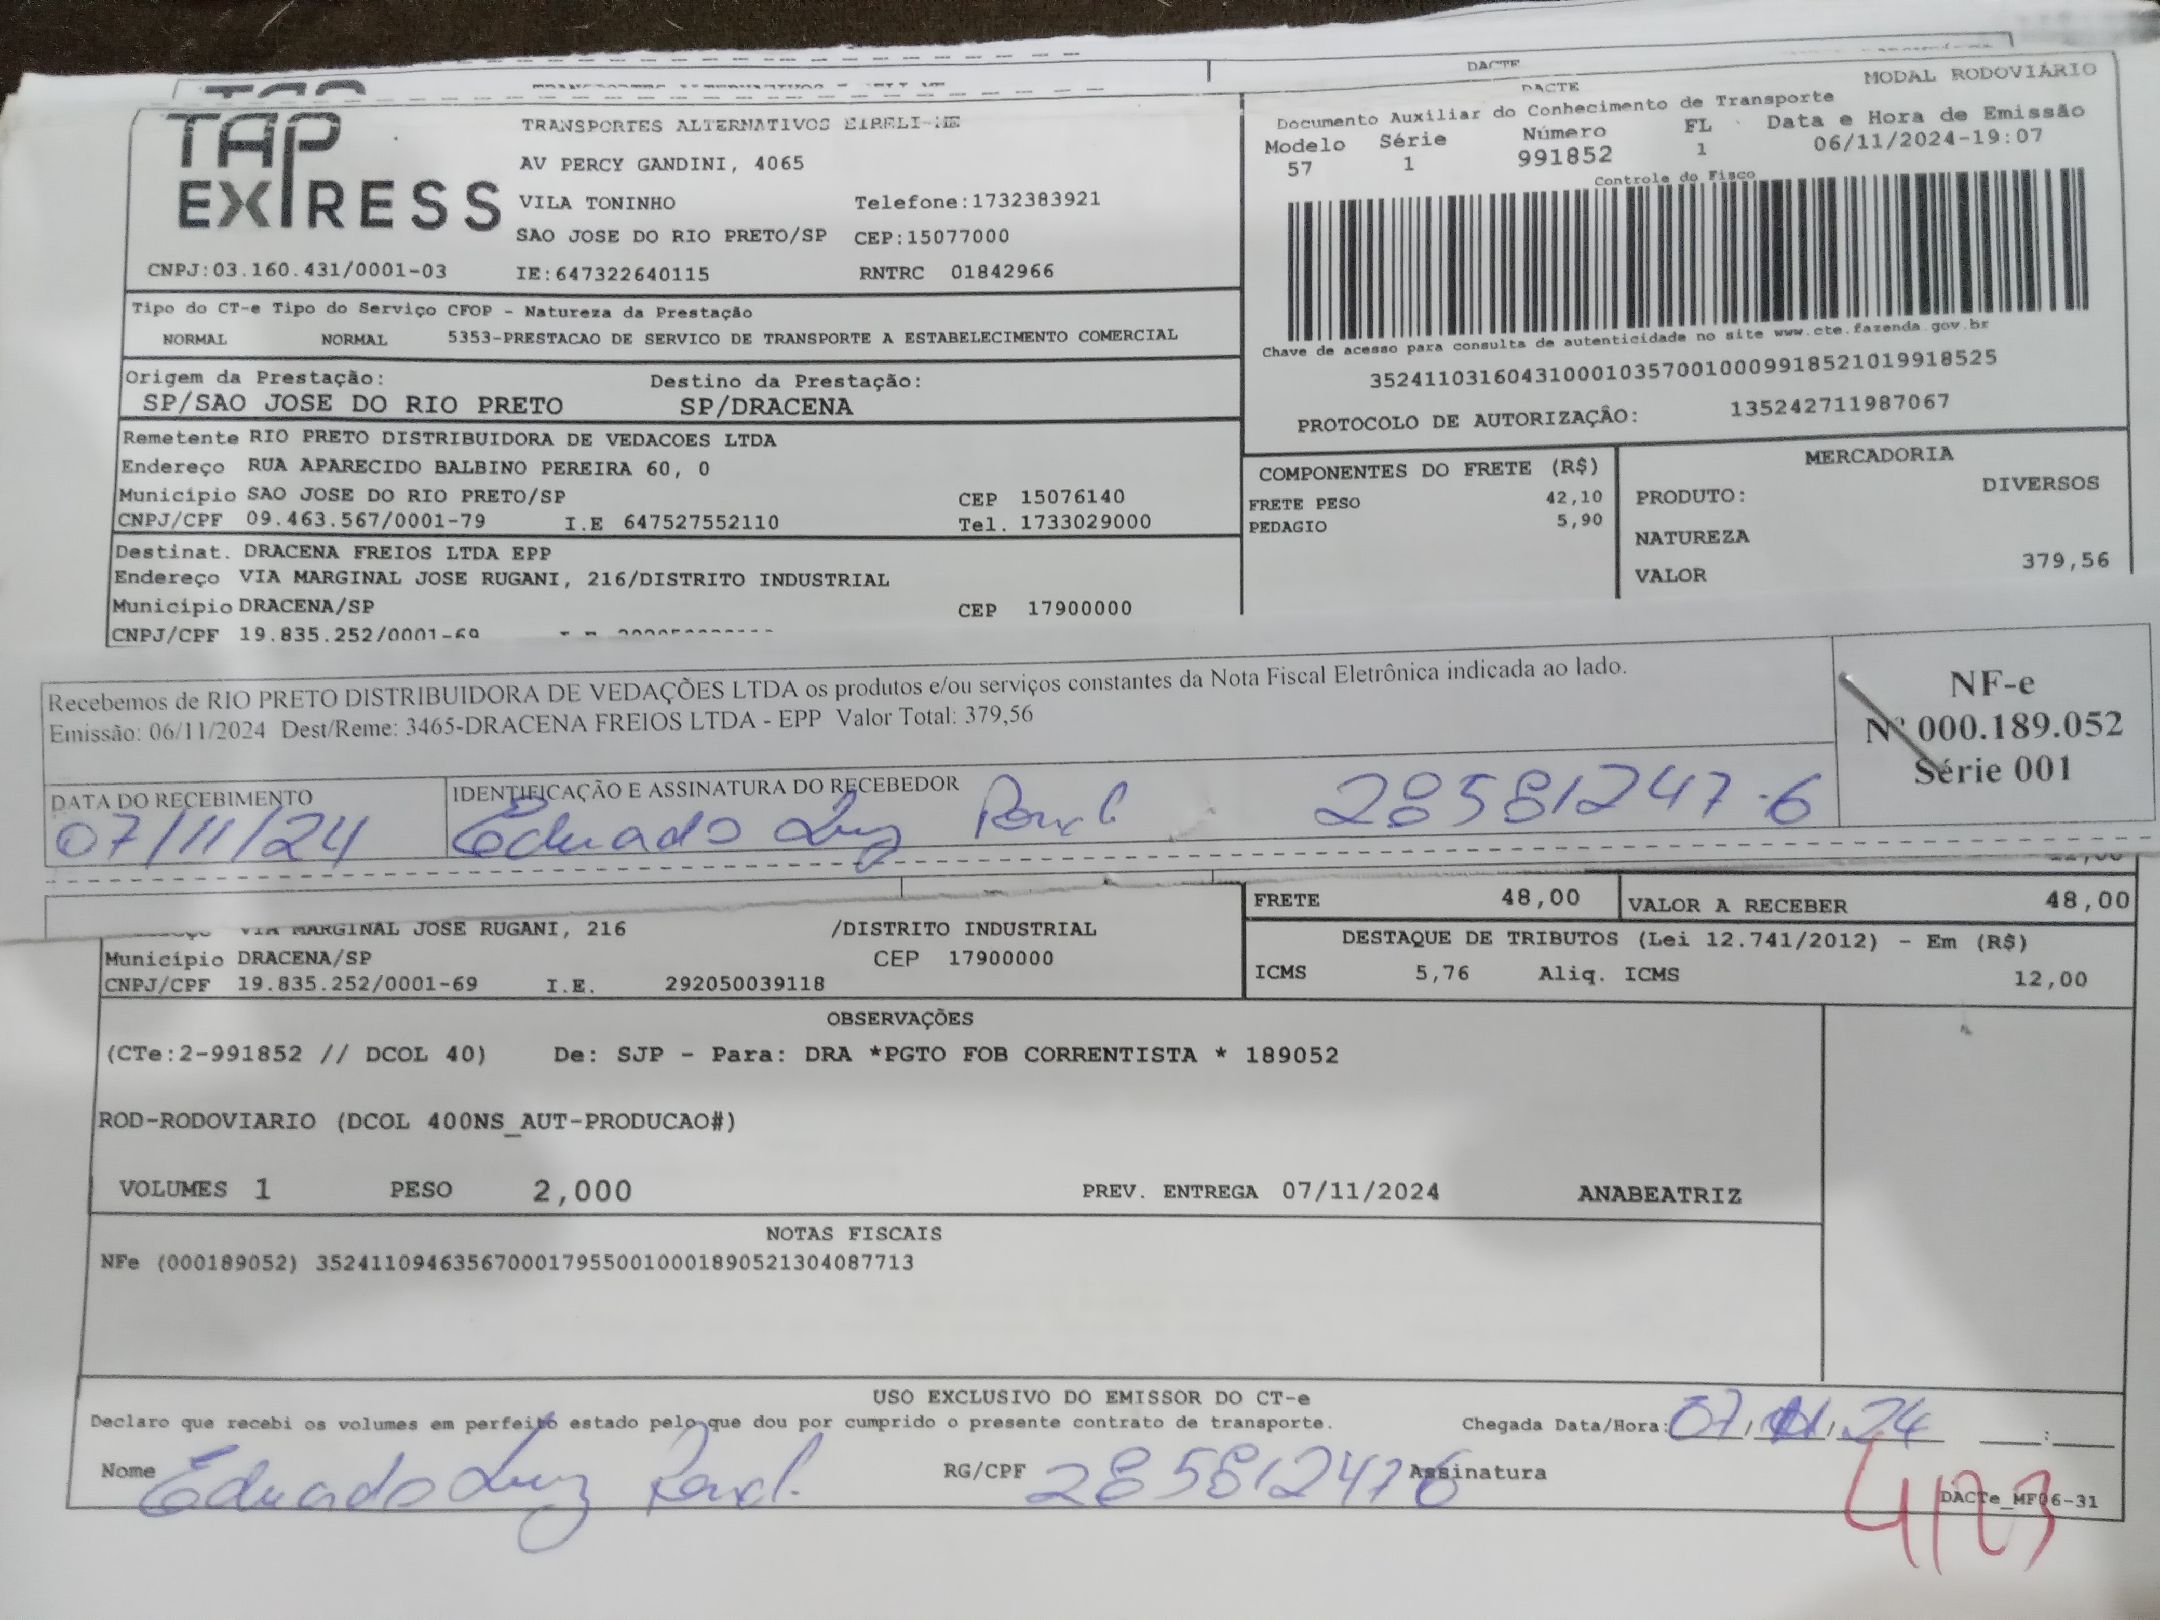 DACTE
TAP EXPRESS
TRANSPORTES ALTERNATIVOS EIRELI-ME
AV PERCY GANDINI, 4065
VILA TONINHO Telefone:1732383921
SAO JOSE DO RIO PRETO/SP CEP:15077000
CNPJ:03.160.431/0001-03 IE:647322640115 RNTRC 01842966
DACTE MODAL RODOVIÁRIO
Documento Auxiliar do Conhecimento de Transporte
Modelo Série Número FL Data e Hora de Emissão
57 1 991852 1 06/11/2024-19:07
Controle do Fisco
Chave de acesso para consulta de autenticidade no site www.cte.fazenda.gov.br
35241103160431000103570010009918521019918525
PROTOCOLO DE AUTORIZAÇÃO: 135242711987067
Tipo do CT-e Tipo do Serviço CFOP - Natureza da Prestação
NORMAL NORMAL 5353-PRESTACAO DE SERVICO DE TRANSPORTE A ESTABELECIMENTO COMERCIAL
Origem da Prestação: Destino da Prestação:
SP/SAO JOSE DO RIO PRETO SP/DRACENA
Remetente RIO PRETO DISTRIBUIDORA DE VEDACOES LTDA
Endereço RUA APARECIDO BALBINO PEREIRA 60, 0
Município SAO JOSE DO RIO PRETO/SP CEP 15076140
CNPJ/CPF 09.463.567/0001-79 I.E 647527552110 Tel. 1733029000
Destinat. DRACENA FREIOS LTDA EPP
Endereço VIA MARGINAL JOSE RUGANI, 216/DISTRITO INDUSTRIAL
Município DRACENA/SP CEP 17900000
CNPJ/CPF 19.835.252/0001-69
COMPONENTES DO FRETE (R$)
FRETE PESO 42,10
PEDAGIO 5,90
MERCADORIA
PRODUTO: DIVERSOS
NATUREZA
VALOR 379,56
Recebemos de RIO PRETO DISTRIBUIDORA DE VEDAÇÕES LTDA os produtos e/ou serviços constantes da Nota Fiscal Eletrônica indicada ao lado.
Emissão: 06/11/2024 Dest/Reme: 3465-DRACENA FREIOS LTDA - EPP Valor Total: 379,56
NF-e
Nº 000.189.052
Série 001
DATA DO RECEBIMENTO IDENTIFICAÇÃO E ASSINATURA DO RECEBEDOR
07/11/24 Eduardo Luiz 28581247-6
FRETE 48,00 VALOR A RECEBER 48,00
VIA MARGINAL JOSE RUGANI, 216 /DISTRITO INDUSTRIAL
Município DRACENA/SP CEP 17900000
CNPJ/CPF 19.835.252/0001-69 I.E. 292050039118
DESTAQUE DE TRIBUTOS (Lei 12.741/2012) - Em (R$)
ICMS 5,76 Aliq. ICMS 12,00
OBSERVAÇÕES
(CTe:2-991852 // DCOL 40) De: SJP - Para: DRA *PGTO FOB CORRENTISTA * 189052
ROD-RODOVIARIO (DCOL 400NS_AUT-PRODUCAO#)
VOLUMES 1 PESO 2,000 PREV. ENTREGA 07/11/2024 ANABEATRIZ
NOTAS FISCAIS
NFe (000189052) 35241109463567000179550010001890521304087713
USO EXCLUSIVO DO EMISSOR DO CT-e
Declaro que recebi os volumes em perfeito estado pelo que dou por cumprido o presente contrato de transporte. Chegada Data/Hora: 07/11/24
Nome Eduardo Luiz RG/CPF 285812476 Assinatura
DACTe_MF06-31